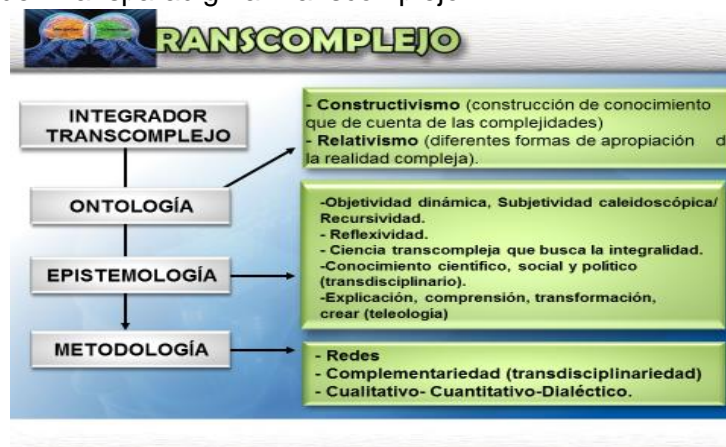 RANSCOMPLEJO
INTEGRADOR
TRANSCOMPLEJO
- Constructivismo (construcción de conocimiento
que de cuenta de las complejidades)
- Relativismo (diferentes formas de apropiación d
la realidad compleja).
ONTOLOGÍA
-Objetividad dinámica, Subjetividad caleidoscópica/
Recursividad.
- Reflexividad.
- Ciencia transcompleja que busca la integralidad.
-Conocimiento científico, social y político
(transdisciplinario).
-Explicación, comprensión, transformación,
crear (teleología)
EPISTEMOLOGÍA
METODOLOGÍA
- Redes
- Complementariedad (transdisciplinariedad)
- Cualitativo- Cuantitativo-Dialéctico.